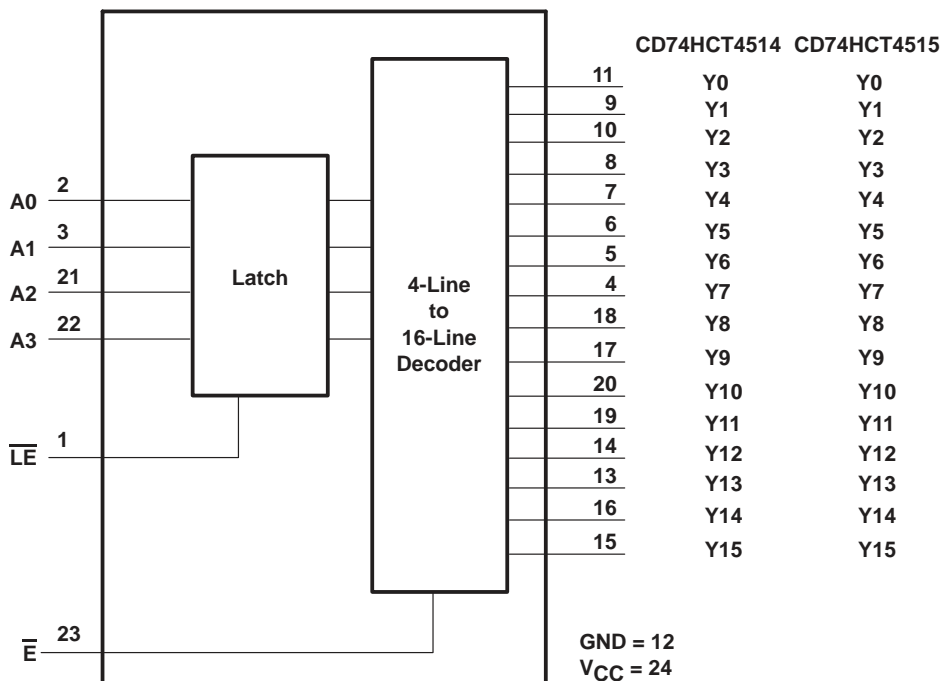 CD74HCT4514 CD74HCT4515
11 Y0 Y0
9 Y1 Y1
10 Y2 Y2
8 Y3 Y3
7 Y4 Y4
6 Y5 Y5
5 Y6 Y6
4 Y7 Y7
18 Y8 Y8
17 Y9 Y9
20 Y10 Y10
19 Y11 Y11
14 Y12 Y12
13 Y13 Y13
16 Y14 Y14
15 Y15 Y15
A0 2
A1 3
A2 21
A3 22
L̅E̅ 1
E̅ 23
Latch
4-Line
to
16-Line
Decoder
GND = 12
VCC = 24